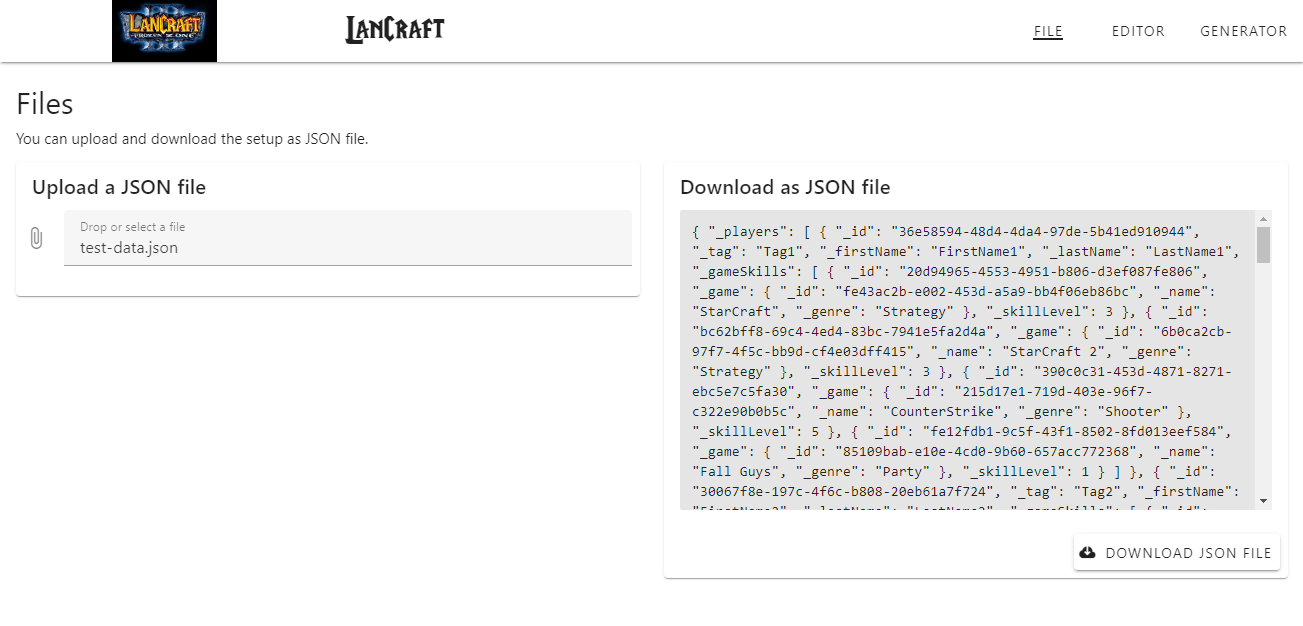 LANCRAFT
FROZEN ZONE
LANCRAFT
FILE
EDITOR
GENERATOR
Files
You can upload and download the setup as JSON file.
Upload a JSON file
Drop or select a file
test-data.json
Download as JSON file
{ "_players": [ { "_id": "36e58594-48d4-4da4-97de-5b41ed910944",
"_tag": "Tag1", "_firstName": "FirstName1", "_lastName": "LastName1",
"_gameSkills": [ { "_id": "20d94965-4553-4951-b806-d3ef087fe806",
"_game": { "_id": "fe43ac2b-e002-453d-a5a9-bb4f06eb86bc", "_name":
"StarCraft", "_genre": "Strategy" }, "_skillLevel": 3 }, { "_id":
"bc62bff8-69c4-4ed4-83bc-7941e5fa2d4a", "_game": { "_id": "6b0ca2cb-
97f7-4f5c-bb9d-cf4e03dff415", "_name": "StarCraft 2", "_genre":
"Strategy" }, "_skillLevel": 3 }, { "_id": "390c0c31-453d-4871-8271-
ebc5e7c5fa30", "_game": { "_id": "215d17e1-719d-403e-96f7-
c322e90b0b5c", "_name": "CounterStrike", "_genre": "Shooter" },
"_skillLevel": 5 }, { "_id": "fe12fdb1-9c5f-43f1-8502-8fd013eef584",
"_game": { "_id": "85109bab-e10e-4cd0-9b60-657acc772368", "_name":
"Fall Guys", "_genre": "Party" }, "_skillLevel": 1 } ] }, { "_id":
"30067f8e-197c-4f6c-b808-20eb61a7f724", "_tag": "Tag2", "_firstName":
"FirstName2", "_lastName": "LastName2", "_gameSkills": [ { "_id":
DOWNLOAD JSON FILE